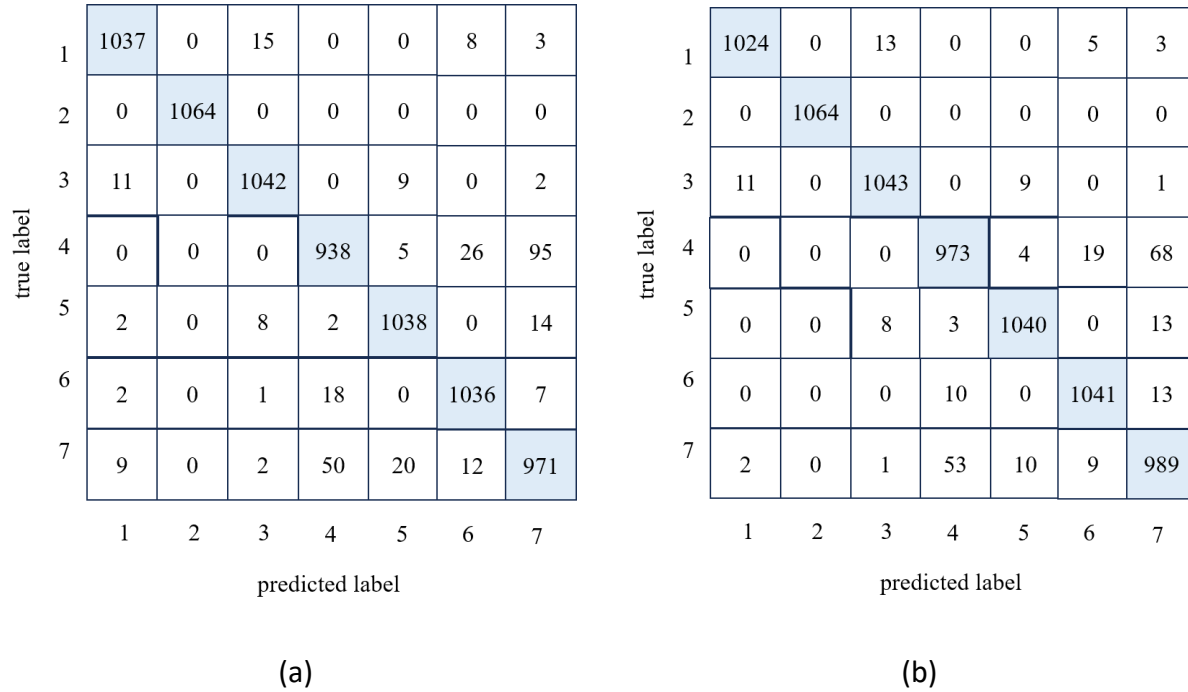 1 1037 0 15 0 0 8 3
2 0 1064 0 0 0 0 0
3 11 0 1042 0 9 0 2
4 0 0 0 938 5 26 95
5 2 0 8 2 1038 0 14
6 2 0 1 18 0 1036 7
7 9 0 2 50 20 12 971
1 2 3 4 5 6 7
true label
predicted label
(a)
1 1024 0 13 0 0 5 3
2 0 1064 0 0 0 0 0
3 11 0 1043 0 9 0 1
4 0 0 0 973 4 19 68
5 0 0 8 3 1040 0 13
6 0 0 0 10 0 1041 13
7 2 0 1 53 10 9 989
1 2 3 4 5 6 7
true label
predicted label
(b)